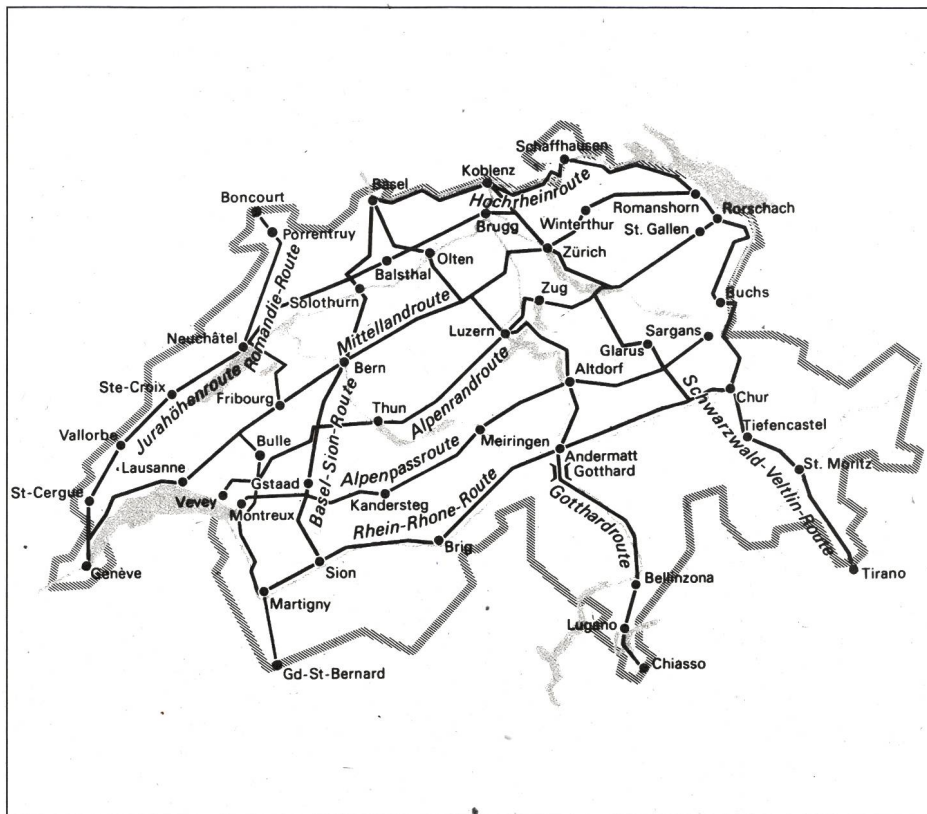 Schaffhausen
Koblenz
Basel
Hochrheinroute
Boncourt
Romanshorn
Rorschach
Winterthur
Brugg
St. Gallen
Porrentruy
Zürich
Olten
Balsthal
Solothurn
Zug
Buchs
Romandie-Route
Mittellandroute
Luzern
Sargans
Neuchâtel
Glarus
Bern
Altdorf
Ste-Croix
Jurahöhenroute
Fribourg
Chur
Thun
Alpenrandroute
Vallorbe
Bulle
Meiringen
Tiefencastel
Lausanne
Alpenpassroute
Andermatt
Gotthard
Schwarzwald-Veltlin-Route
St. Moritz
St-Cergue
Gstaad
Basel-Sion-Route
Vevey
Kandersteg
Montreux
Rhein-Rhone-Route
Gotthardroute
Brig
Genève
Sion
Tirano
Bellinzona
Martigny
Lugano
Chiasso
Gd-St-Bernard